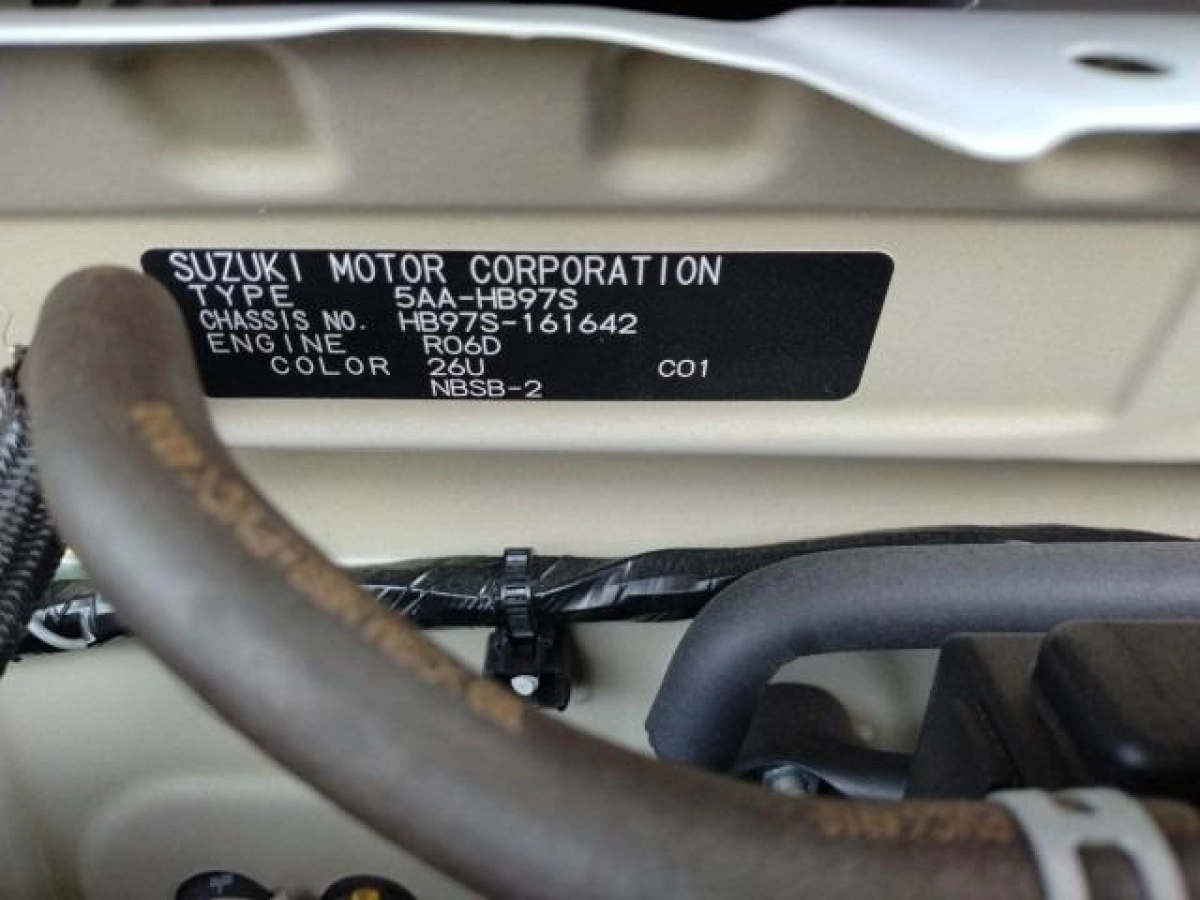 SUZUKI MOTOR CORPORATION
TYPE 5AA-HB97S
CHASSIS NO. HB97S-161642
ENGINE R06D
COLOR 26U C01
NBSB-2